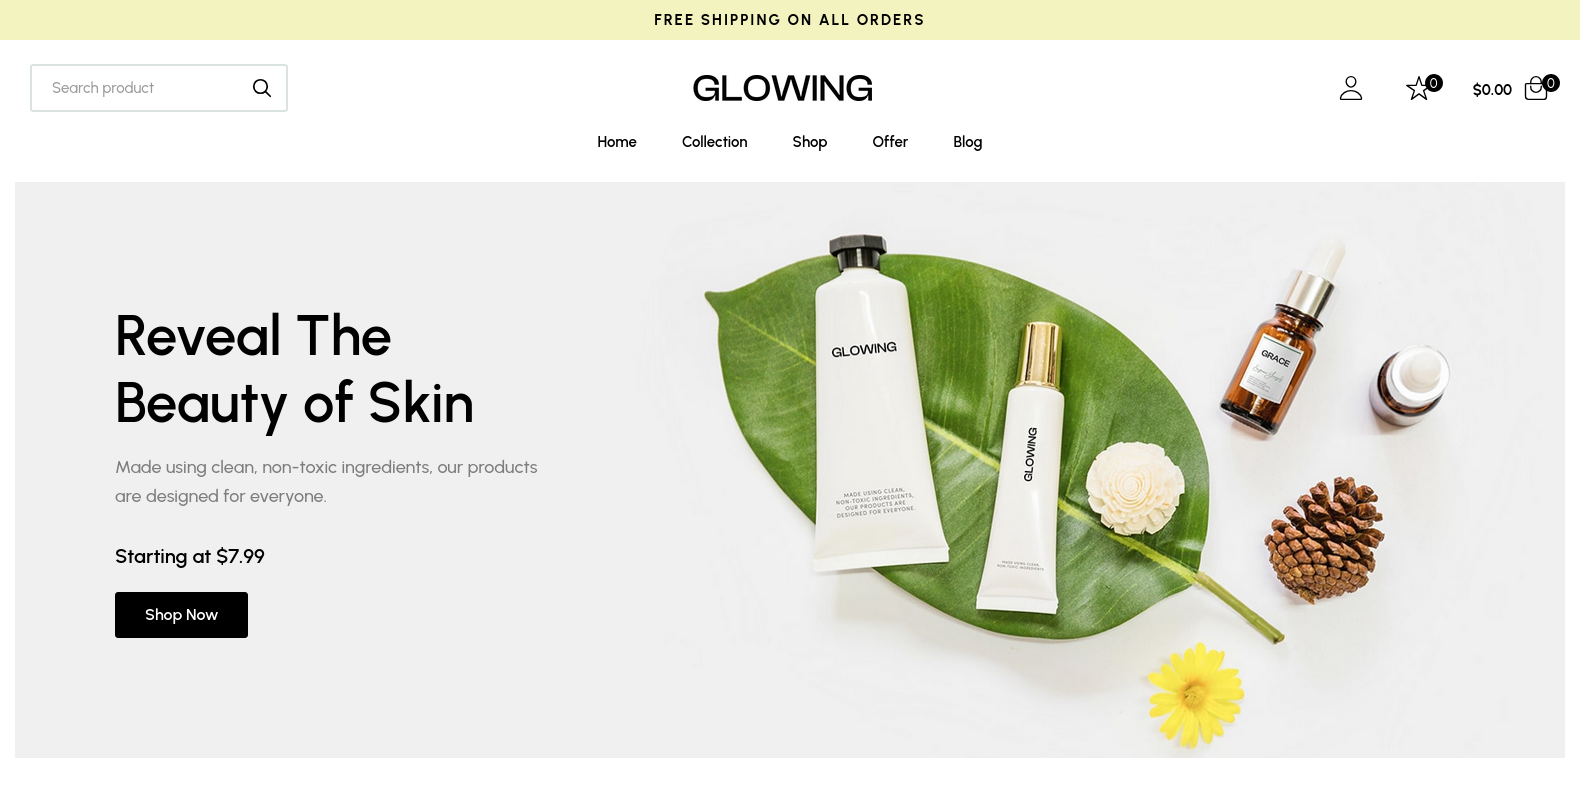 FREE SHIPPING ON ALL ORDERS
Search product
GLOWING
0
$0.00
0
Home
Collection
Shop
Offer
Blog
Reveal The
Beauty of Skin
Made using clean, non-toxic ingredients, our products
are designed for everyone.
Starting at $7.99
Shop Now
GLOWING
MADE USING CLEAN,
NON-TOXIC INGREDIENTS,
OUR PRODUCTS ARE
DESIGNED FOR EVERYONE.
GLOWING
MADE USING CLEAN,
NON-TOXIC INGREDIENTS
GRACE